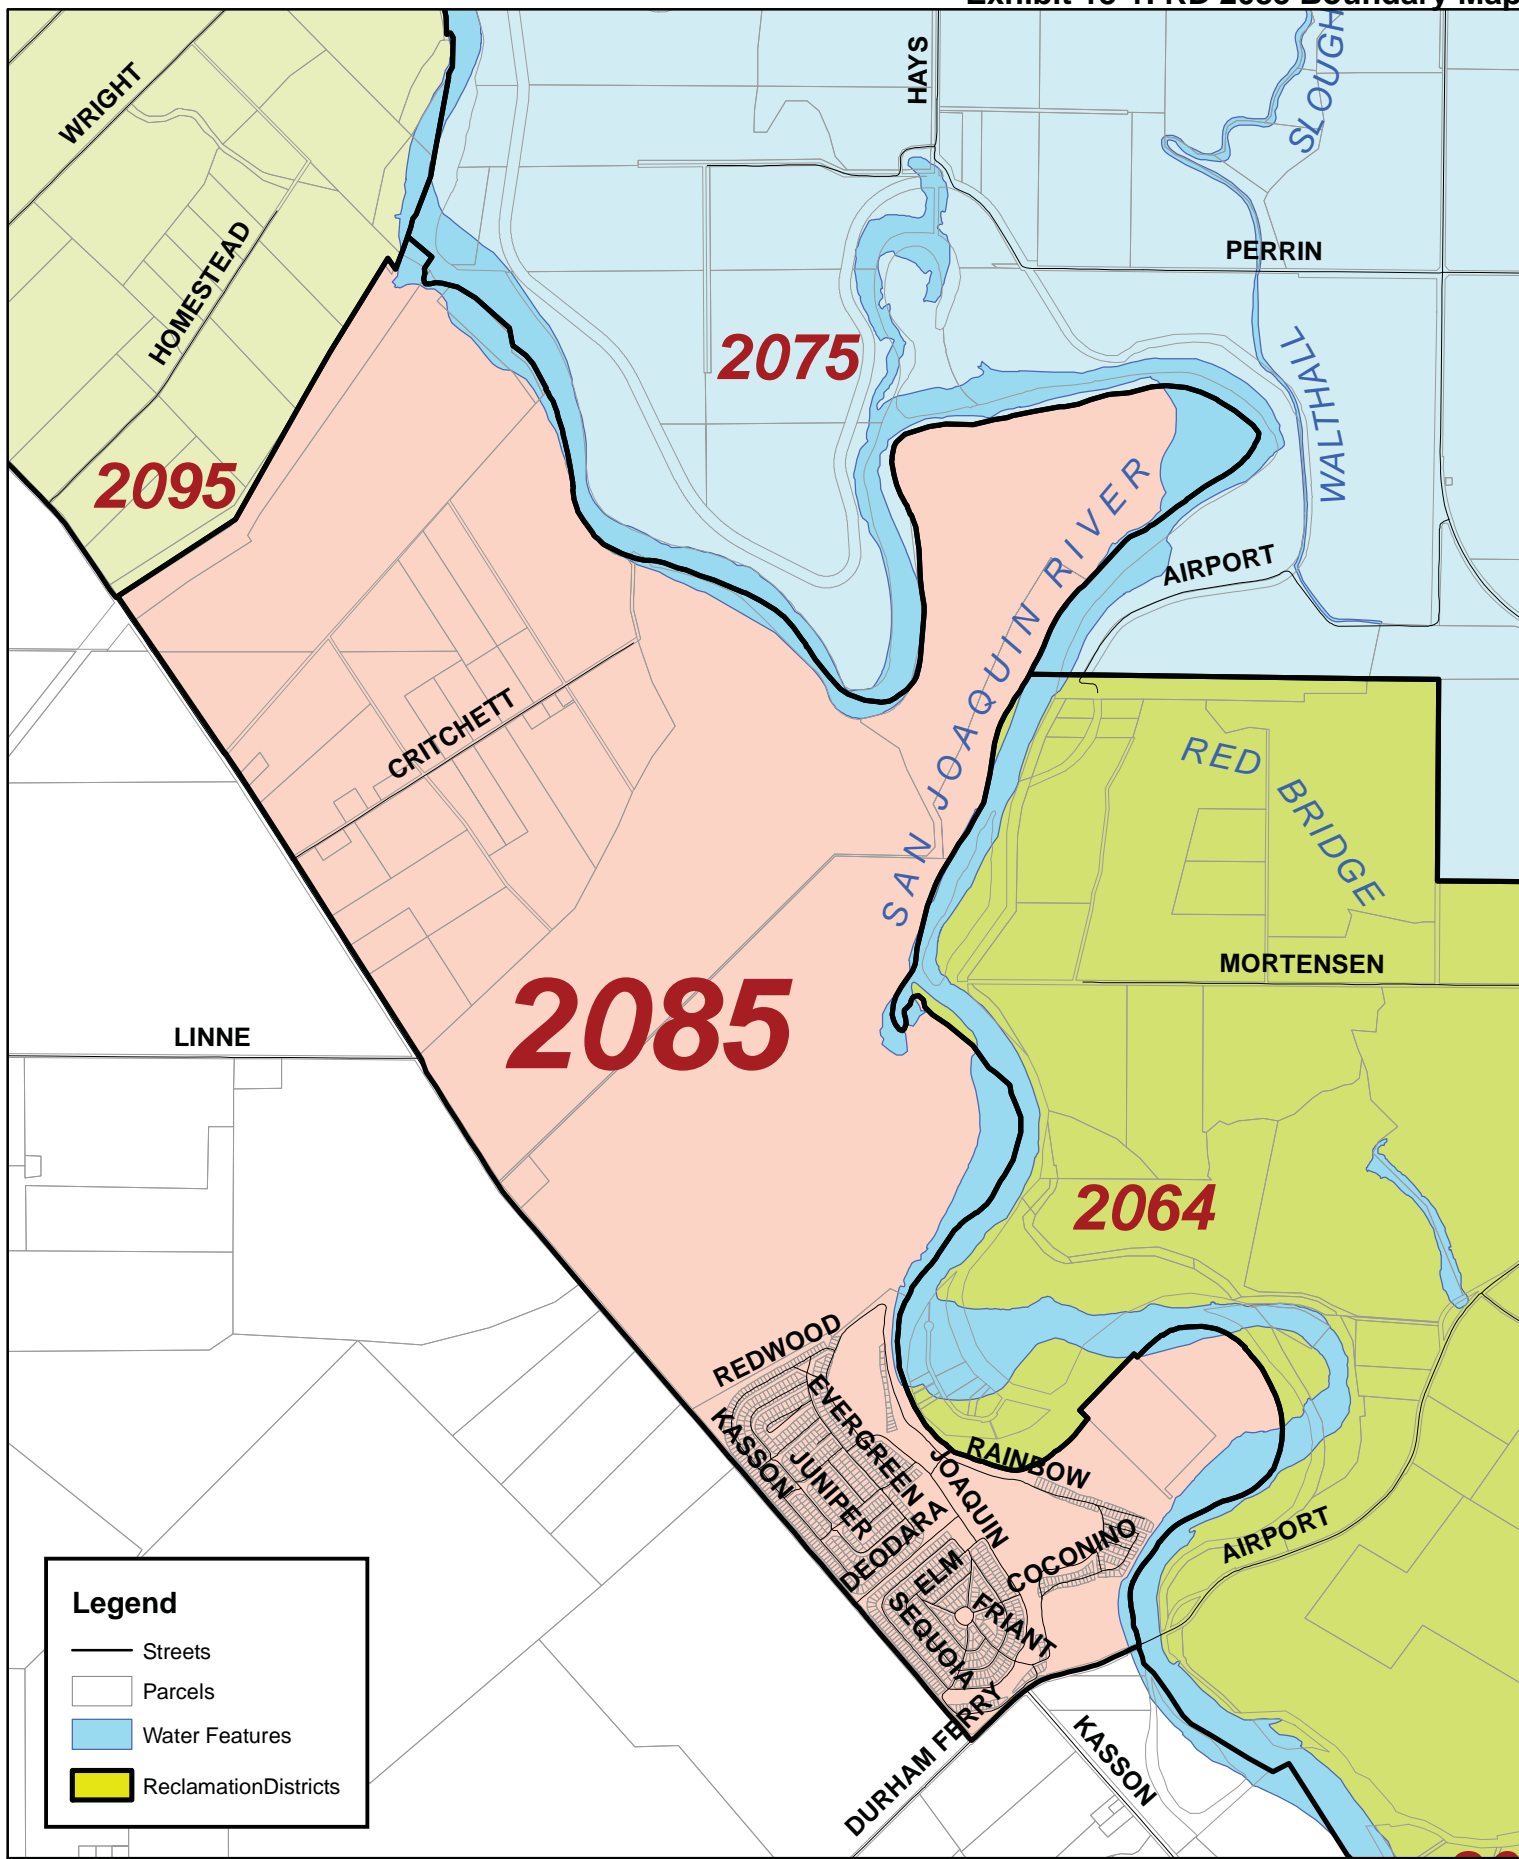 HAYS
SLOUGH
WRIGHT
PERRIN
HOMESTEAD
2075
WALTHALL
2095
SAN JOAQUIN RIVER
AIRPORT
CRITCHETT
RED BRIDGE
MORTENSEN
2085
LINNE
2064
REDWOOD
EVERGREEN
KASSON
JUNIPER
JOAQUIN
RAINBOW
DEODARA
ELM
COCONINO
AIRPORT
SEQUOIA
FRIANT
DURHAM FERRY
KASSON
Legend
Streets
Parcels
Water Features
ReclamationDistricts